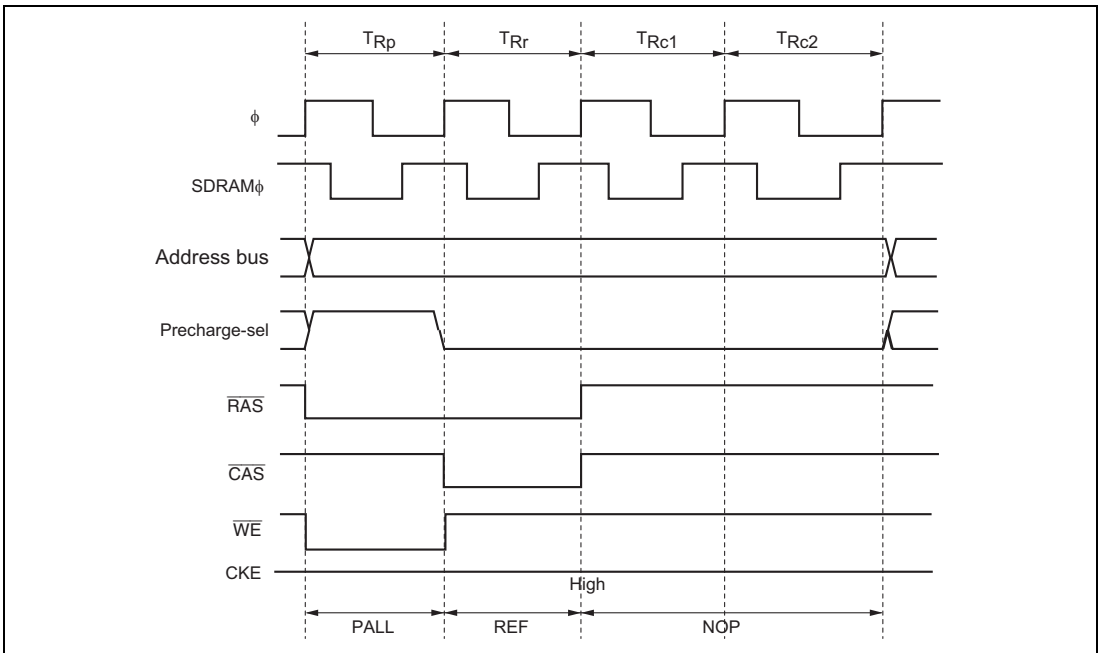 TRp TRr TRc1 TRc2
ϕ
SDRAMϕ
Address bus
Precharge-sel
RAS
CAS
WE
CKE
High
PALL REF NOP